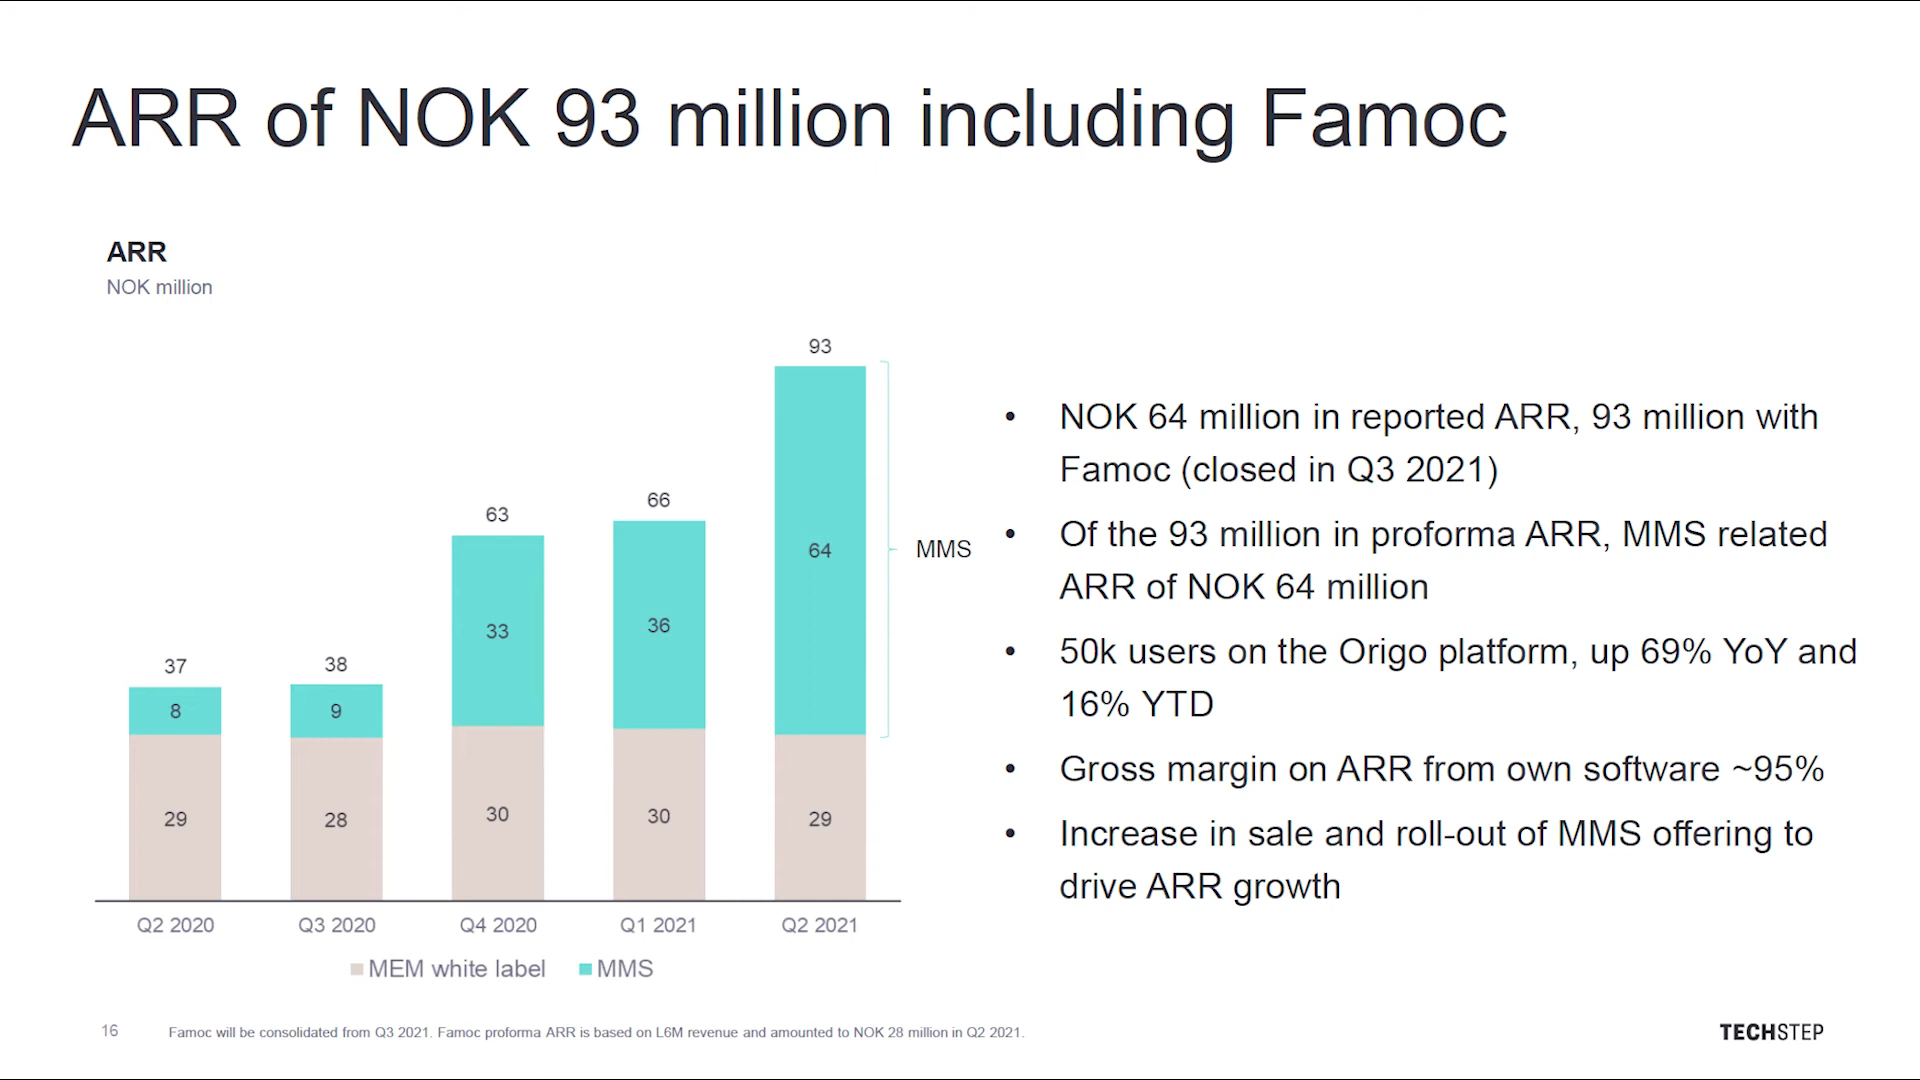 ARR of NOK 93 million including Famoc
ARR
NOK million
93
66
63
64
38
37
36
33
9
8
30
30
29
29
28
MMS
Q2 2020 Q3 2020 Q4 2020 Q1 2021 Q2 2021
MEM white label MMS
• NOK 64 million in reported ARR, 93 million with
Famoc (closed in Q3 2021)
• Of the 93 million in proforma ARR, MMS related
ARR of NOK 64 million
• 50k users on the Origo platform, up 69% YoY and
16% YTD
• Gross margin on ARR from own software ~95%
• Increase in sale and roll-out of MMS offering to
drive ARR growth
16 Famoc will be consolidated from Q3 2021. Famoc proforma ARR is based on L6M revenue and amounted to NOK 28 million in Q2 2021.
TECHSTEP